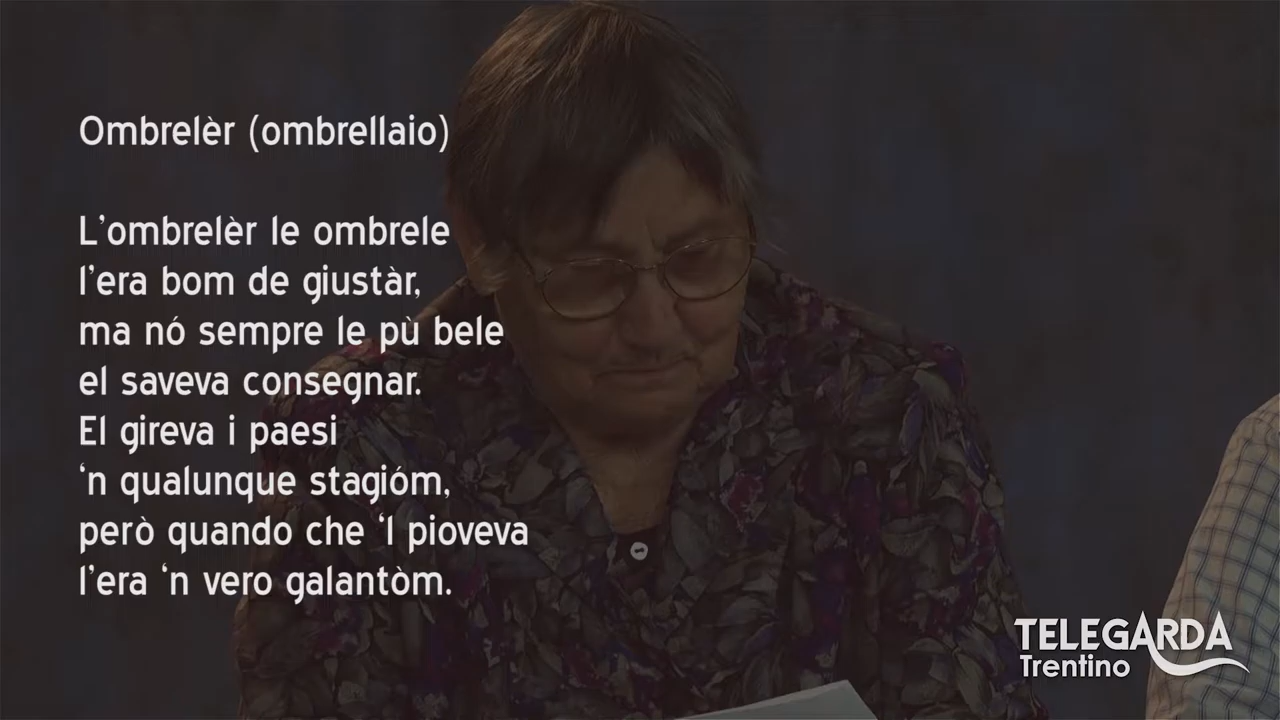 Ombrelèr (ombrellaio)
L'ombrelèr le ombrele
l'era bom de giustàr,
ma nó sempre le pù bele
el saveva consegnar.
El gireva i paesi
‘n qualunque stagióm,
però quando che ‘l pioveva
l'era ‘n vero galantòm.
TELEGARDA
Trentino